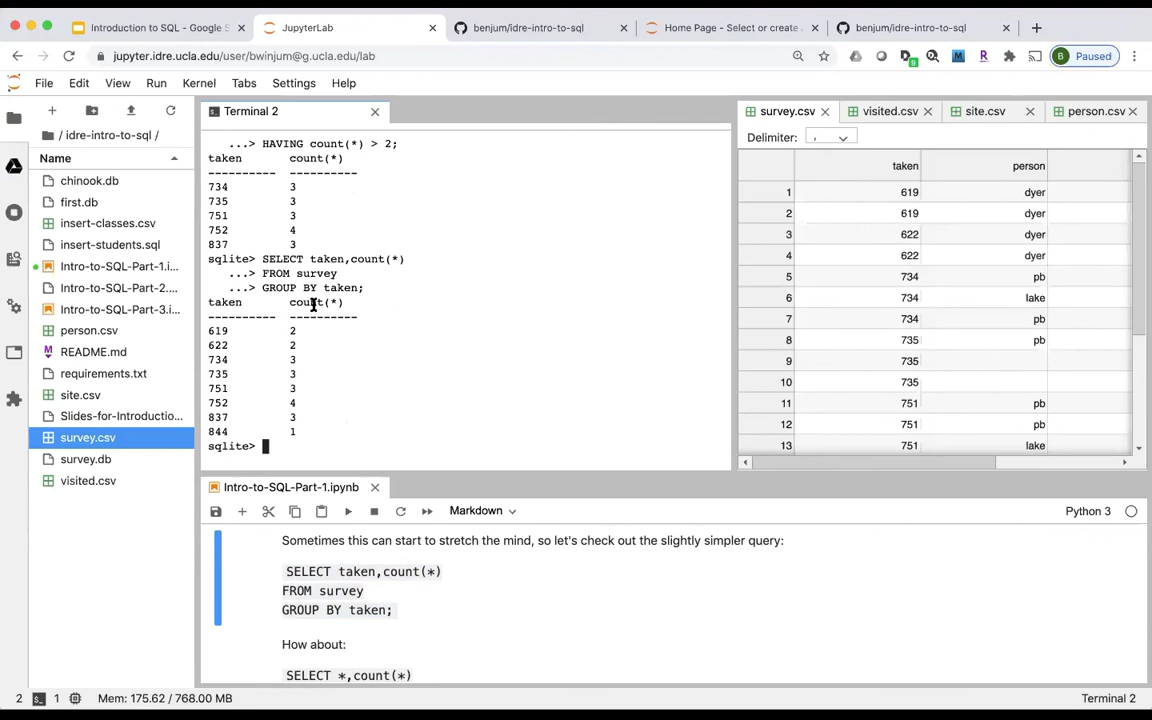 Introduction to SQL - Google S
JupyterLab
benjum/idre-intro-to-sql
Home Page - Select or create
benjum/idre-intro-to-sql
jupyter.idre.ucla.edu/user/bwinjum@g.ucla.edu/lab
9
M
R
B
Paused
File Edit View Run Kernel Tabs Settings Help
/ idre-intro-to-sql /
Name
chinook.db
first.db
insert-classes.csv
insert-students.sql
Intro-to-SQL-Part-1.i...
Intro-to-SQL-Part-2....
Intro-to-SQL-Part-3.i...
person.csv
README.md
requirements.txt
site.csv
Slides-for-Introductio...
survey.csv
survey.db
visited.csv
Terminal 2
...> HAVING count(*) > 2;
taken count(*)
---------- ----------
734 3
735 3
751 3
752 4
837 3
sqlite> SELECT taken,count(*)
...> FROM survey
...> GROUP BY taken;
taken count(*)
---------- ----------
619 2
622 2
734 3
735 3
751 3
752 4
837 3
844 1
sqlite>
survey.csv visited.csv site.csv person.csv
Delimiter: ,
taken person
1 619 dyer
2 619 dyer
3 622 dyer
4 622 dyer
5 734 pb
6 734 lake
7 734 pb
8 735 pb
9 735
10 735
11 751 pb
12 751 pb
13 751 lake
Intro-to-SQL-Part-1.ipynb
Markdown
Python 3
Sometimes this can start to stretch the mind, so let's check out the slightly simpler query:
SELECT taken,count(*)
FROM survey
GROUP BY taken;
How about:
SELECT *,count(*)
2 1 Mem: 175.62 / 768.00 MB
Terminal 2